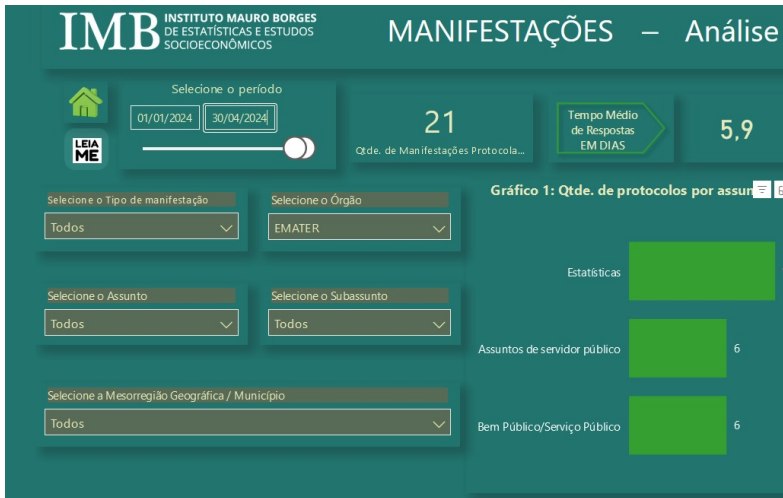 IMB
INSTITUTO MAURO BORGES
DE ESTATÍSTICAS E ESTUDOS
SOCIOECONÔMICOS
MANIFESTAÇÕES – Análise
Selecione o período
01/01/2024 30/04/2024
LEIA
ME
21
Qtde. de Manifestações Protocola...
Tempo Médio
de Respostas
EM DIAS
5,9
Selecione o Tipo de manifestação
Todos
Selecione o Órgão
EMATER
Selecione o Assunto
Todos
Selecione o Subassunto
Todos
Selecione a Mesorregião Geográfica / Município
Todos
Gráfico 1: Qtde. de protocolos por assun
Estatísticas
Assuntos de servidor público 6
Bem Público/Serviço Público 6